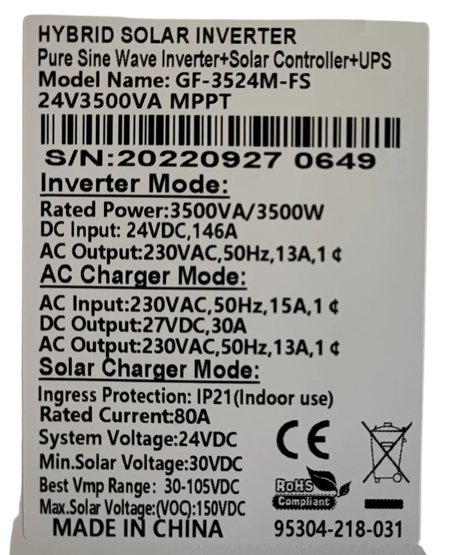 HYBRID SOLAR INVERTER
Pure Sine Wave Inverter+Solar Controller+UPS
Model Name: GF-3524M-FS
24V3500VA MPPT
S/N:20220927 0649
Inverter Mode:
Rated Power:3500VA/3500W
DC Input: 24VDC,146A
AC Output:230VAC,50Hz,13A,1 ¢
AC Charger Mode:
AC Input:230VAC,50Hz,15A,1 ¢
DC Output:27VDC,30A
AC Output:230VAC,50Hz,13A,1 ¢
Solar Charger Mode:
Ingress Protection: IP21(Indoor use)
Rated Current:80A
System Voltage:24VDC
Min.Solar Voltage:30VDC
Best Vmp Range: 30-105VDC
Max.Solar Voltage:(VOC):150VDC
CE
RoHS
Compliant
MADE IN CHINA 95304-218-031